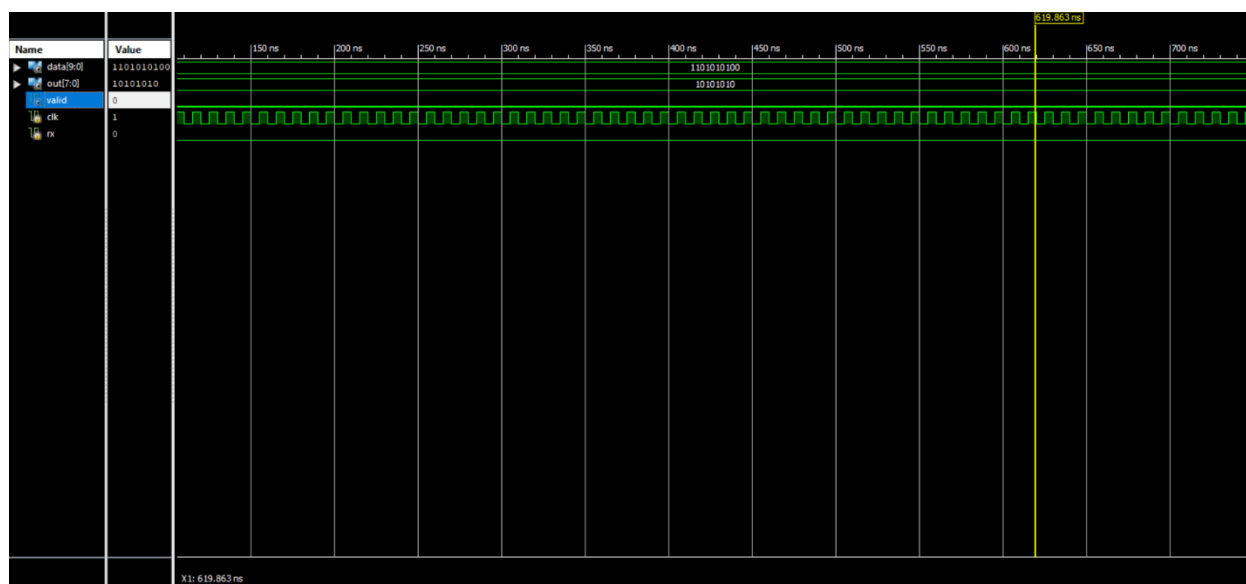 619.863 ns
Name Value 150 ns 200 ns 250 ns 300 ns 350 ns 400 ns 450 ns 500 ns 550 ns 600 ns 650 ns 700 ns
data[9:0] 1101010100 1101010100
out[7:0] 10101010 10101010
valid 0
clk 1
rx 0
X1: 619.863 ns